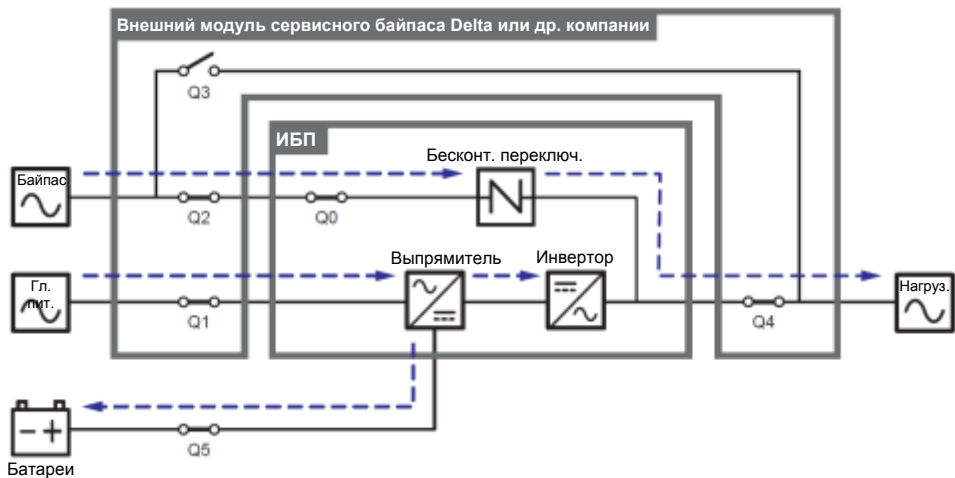 Внешний модуль сервисного байпаса Delta или др. компании
Q3
ИБП
Бесконт. переключ.
Байпас
Q2
Q0
Выпрямитель
Инвертор
Гл.
пит.
Нагруз.
Q1
Q4
Q5
Батареи